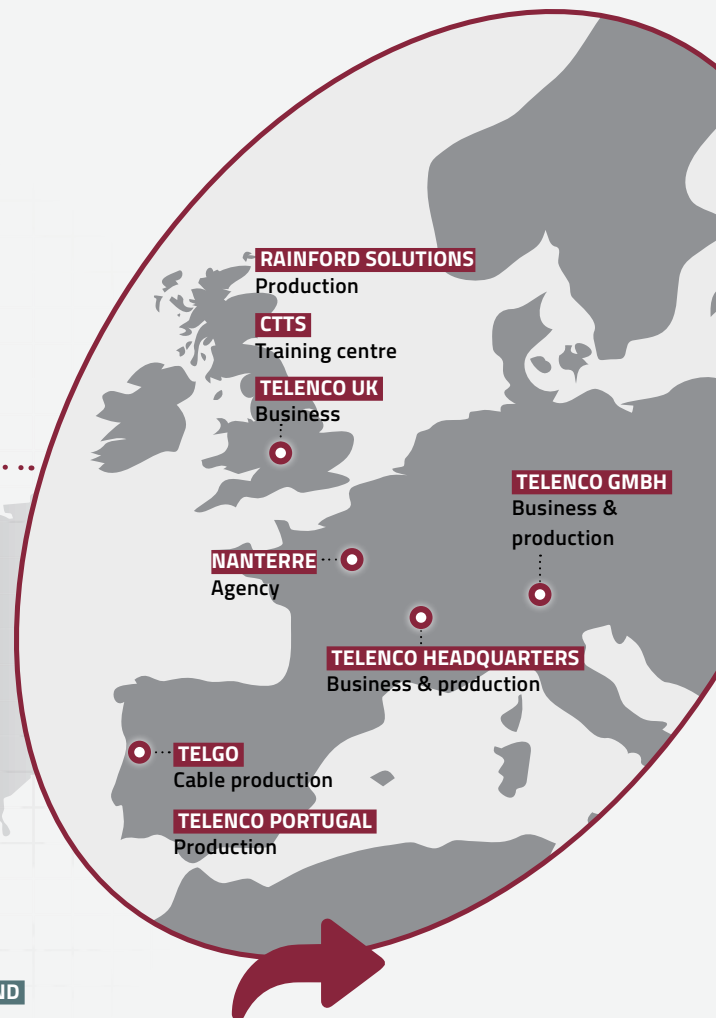 RAINFORD SOLUTIONS
Production
CTTS
Training centre
TELENCO UK
Business
TELENCO GMBH
Business &
production
NANTERRE
Agency
TELENCO HEADQUARTERS
Business & production
TELGO
Cable production
TELENCO PORTUGAL
Production